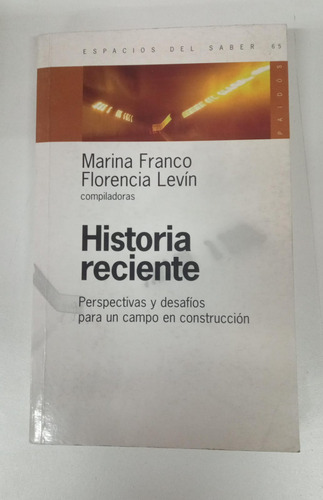 ESPACIOS DEL SABER 65
PAIDÓS
Marina Franco
Florencia Levín
compiladoras
Historia
reciente
Perspectivas y desafíos
para un campo en construcción